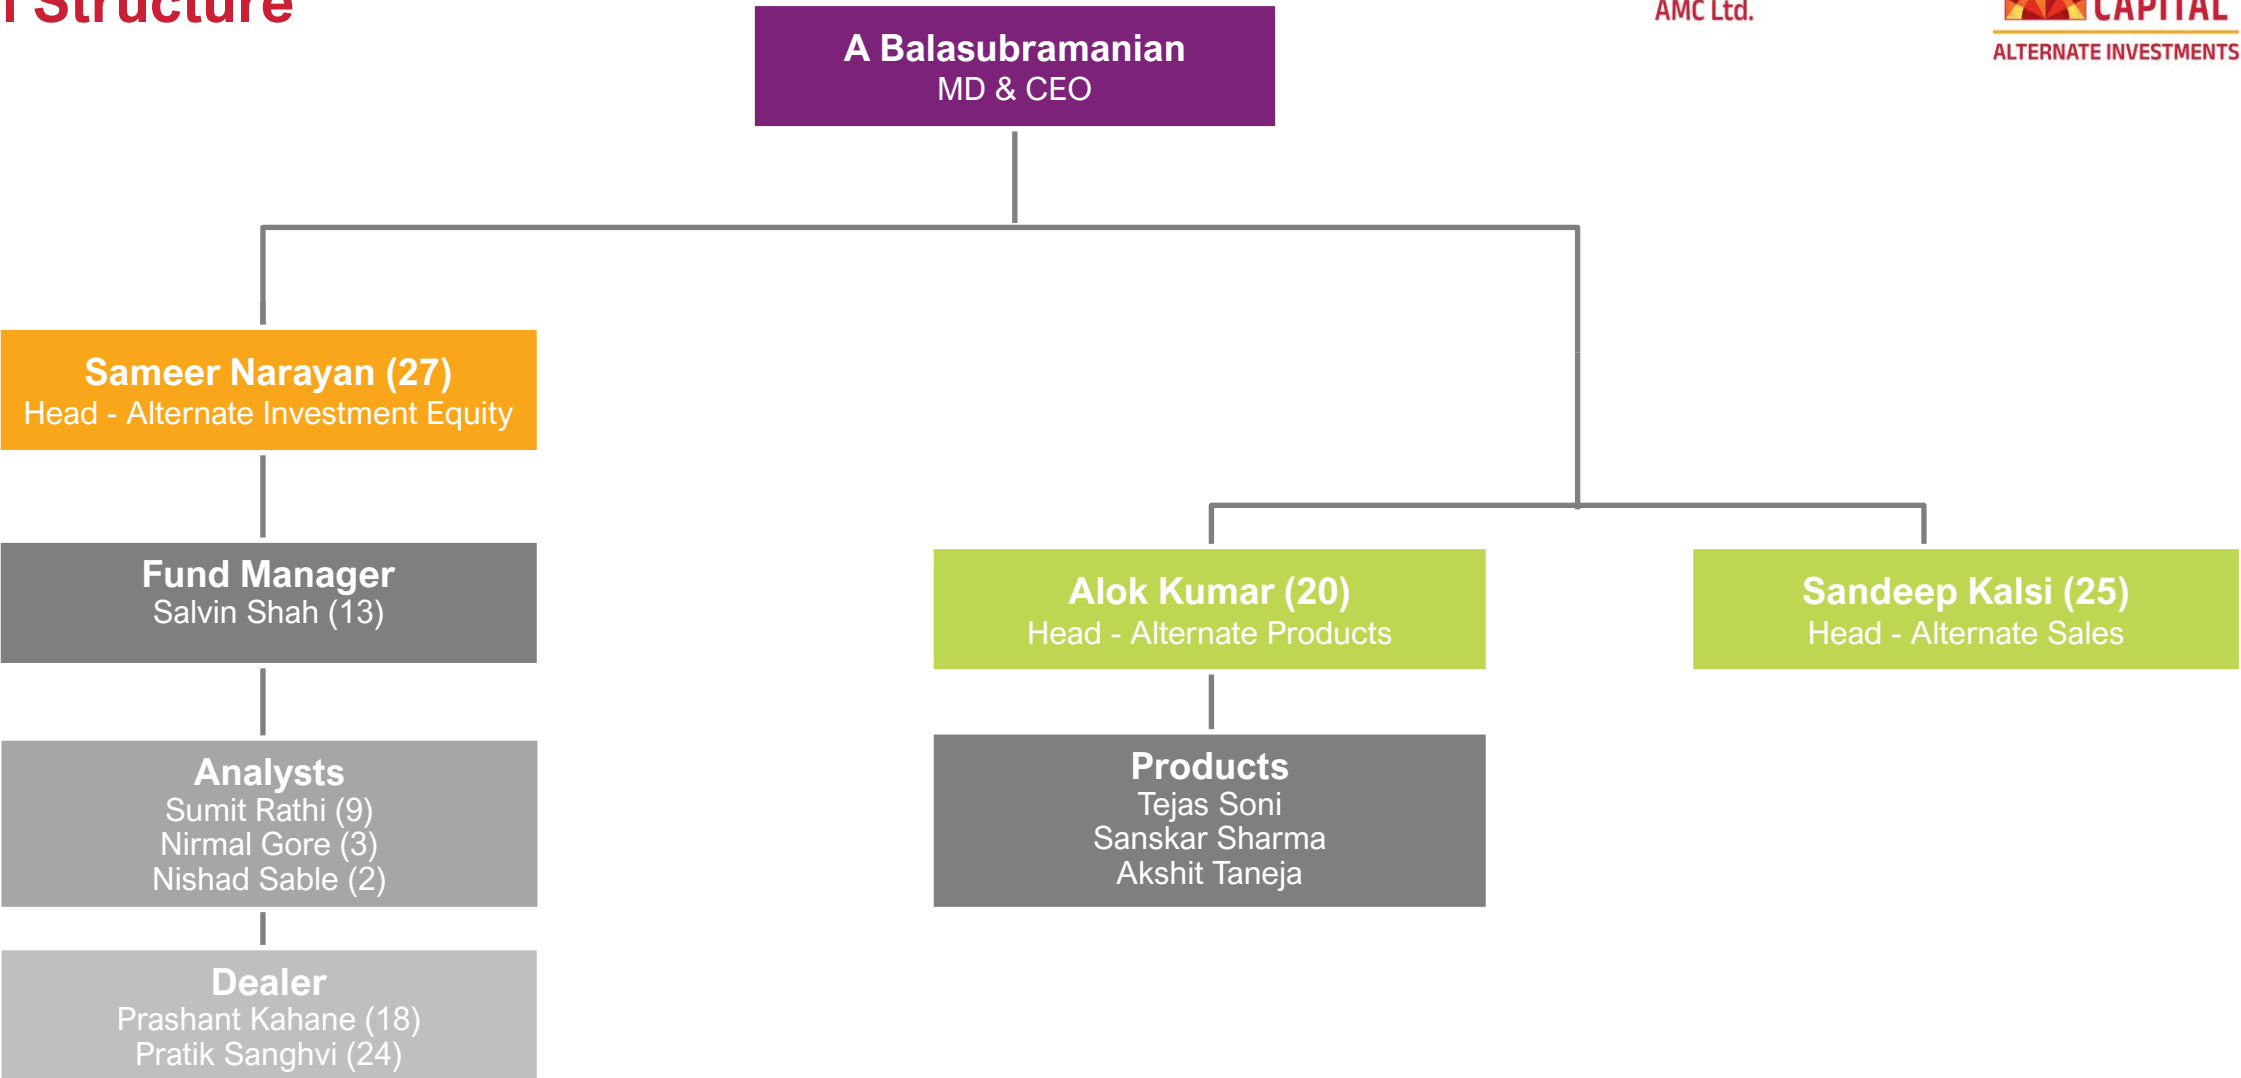 Structure
AMC Ltd.
CAPITAL
ALTERNATE INVESTMENTS
A Balasubramanian
MD & CEO
Sameer Narayan (27)
Head - Alternate Investment Equity
Fund Manager
Salvin Shah (13)
Analysts
Sumit Rathi (9)
Nirmal Gore (3)
Nishad Sable (2)
Dealer
Prashant Kahane (18)
Pratik Sanghvi (24)
Alok Kumar (20)
Head - Alternate Products
Products
Tejas Soni
Sanskar Sharma
Akshit Taneja
Sandeep Kalsi (25)
Head - Alternate Sales